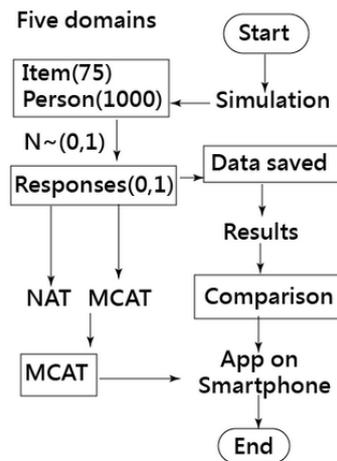 Five domains
Start
Item(75)
Person(1000)
Simulation
N~(0,1)
Responses(0,1)
Data saved
Results
NAT
MCAT
Comparison
MCAT
App on
Smartphone
End